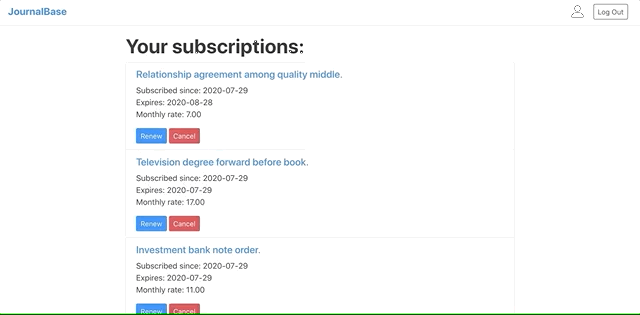 JournalBase
Log Out
Your subscriptions:
Relationship agreement among quality middle.
Subscribed since: 2020-07-29
Expires: 2020-08-28
Monthly rate: 7.00
Renew Cancel
Television degree forward before book.
Subscribed since: 2020-07-29
Expires: 2020-07-29
Monthly rate: 17.00
Renew Cancel
Investment bank note order.
Subscribed since: 2020-07-29
Expires: 2020-07-29
Monthly rate: 11.00
Renew Cancel